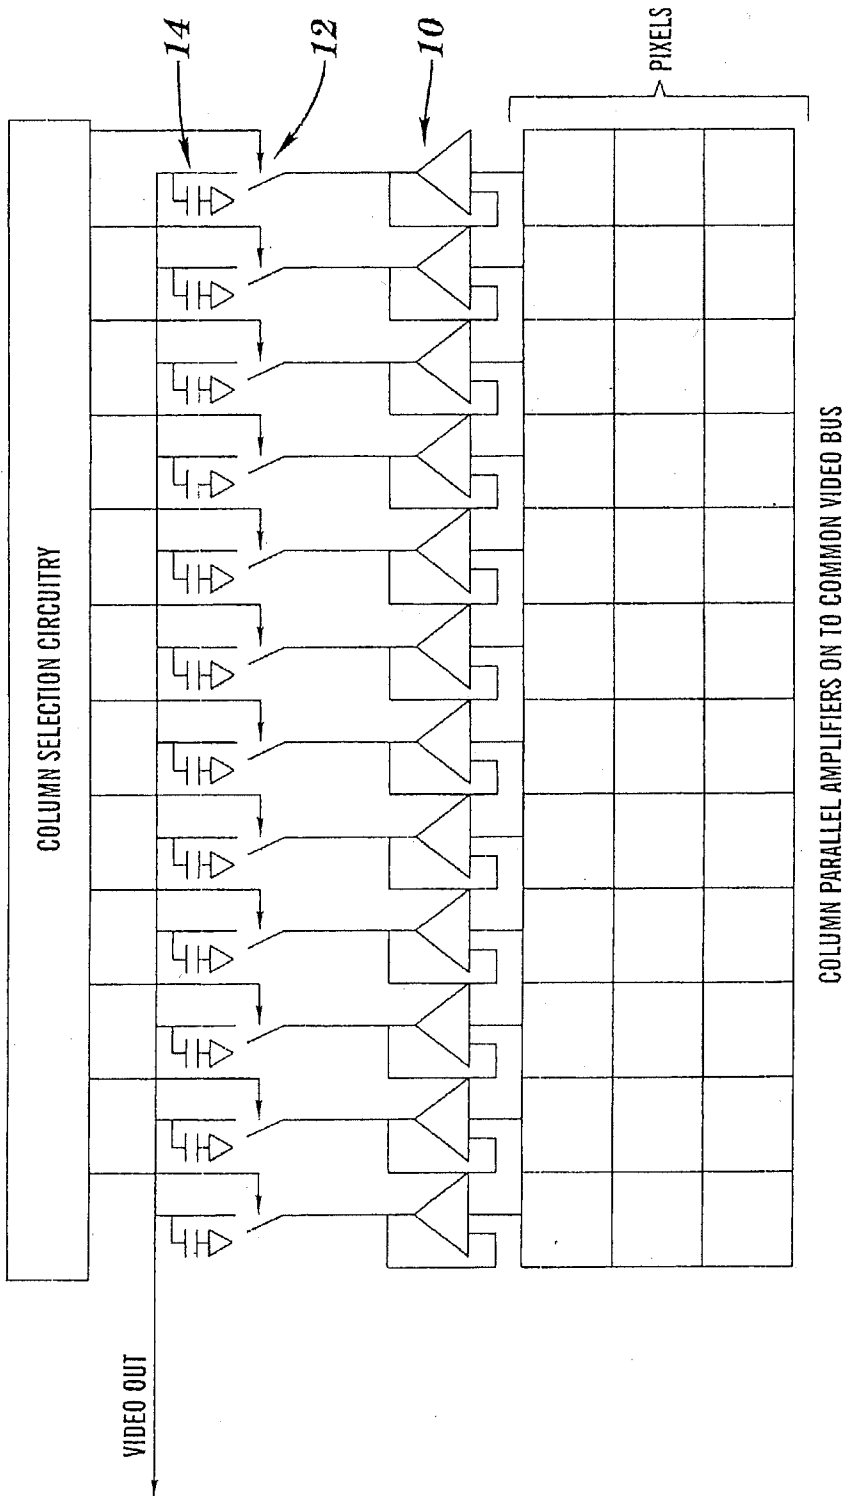 COLUMN SELECTION CIRCUITRY
VIDEO OUT
14
12
10
PIXELS
COLUMN PARALLEL AMPLIFIERS ON TO COMMON VIDEO BUS